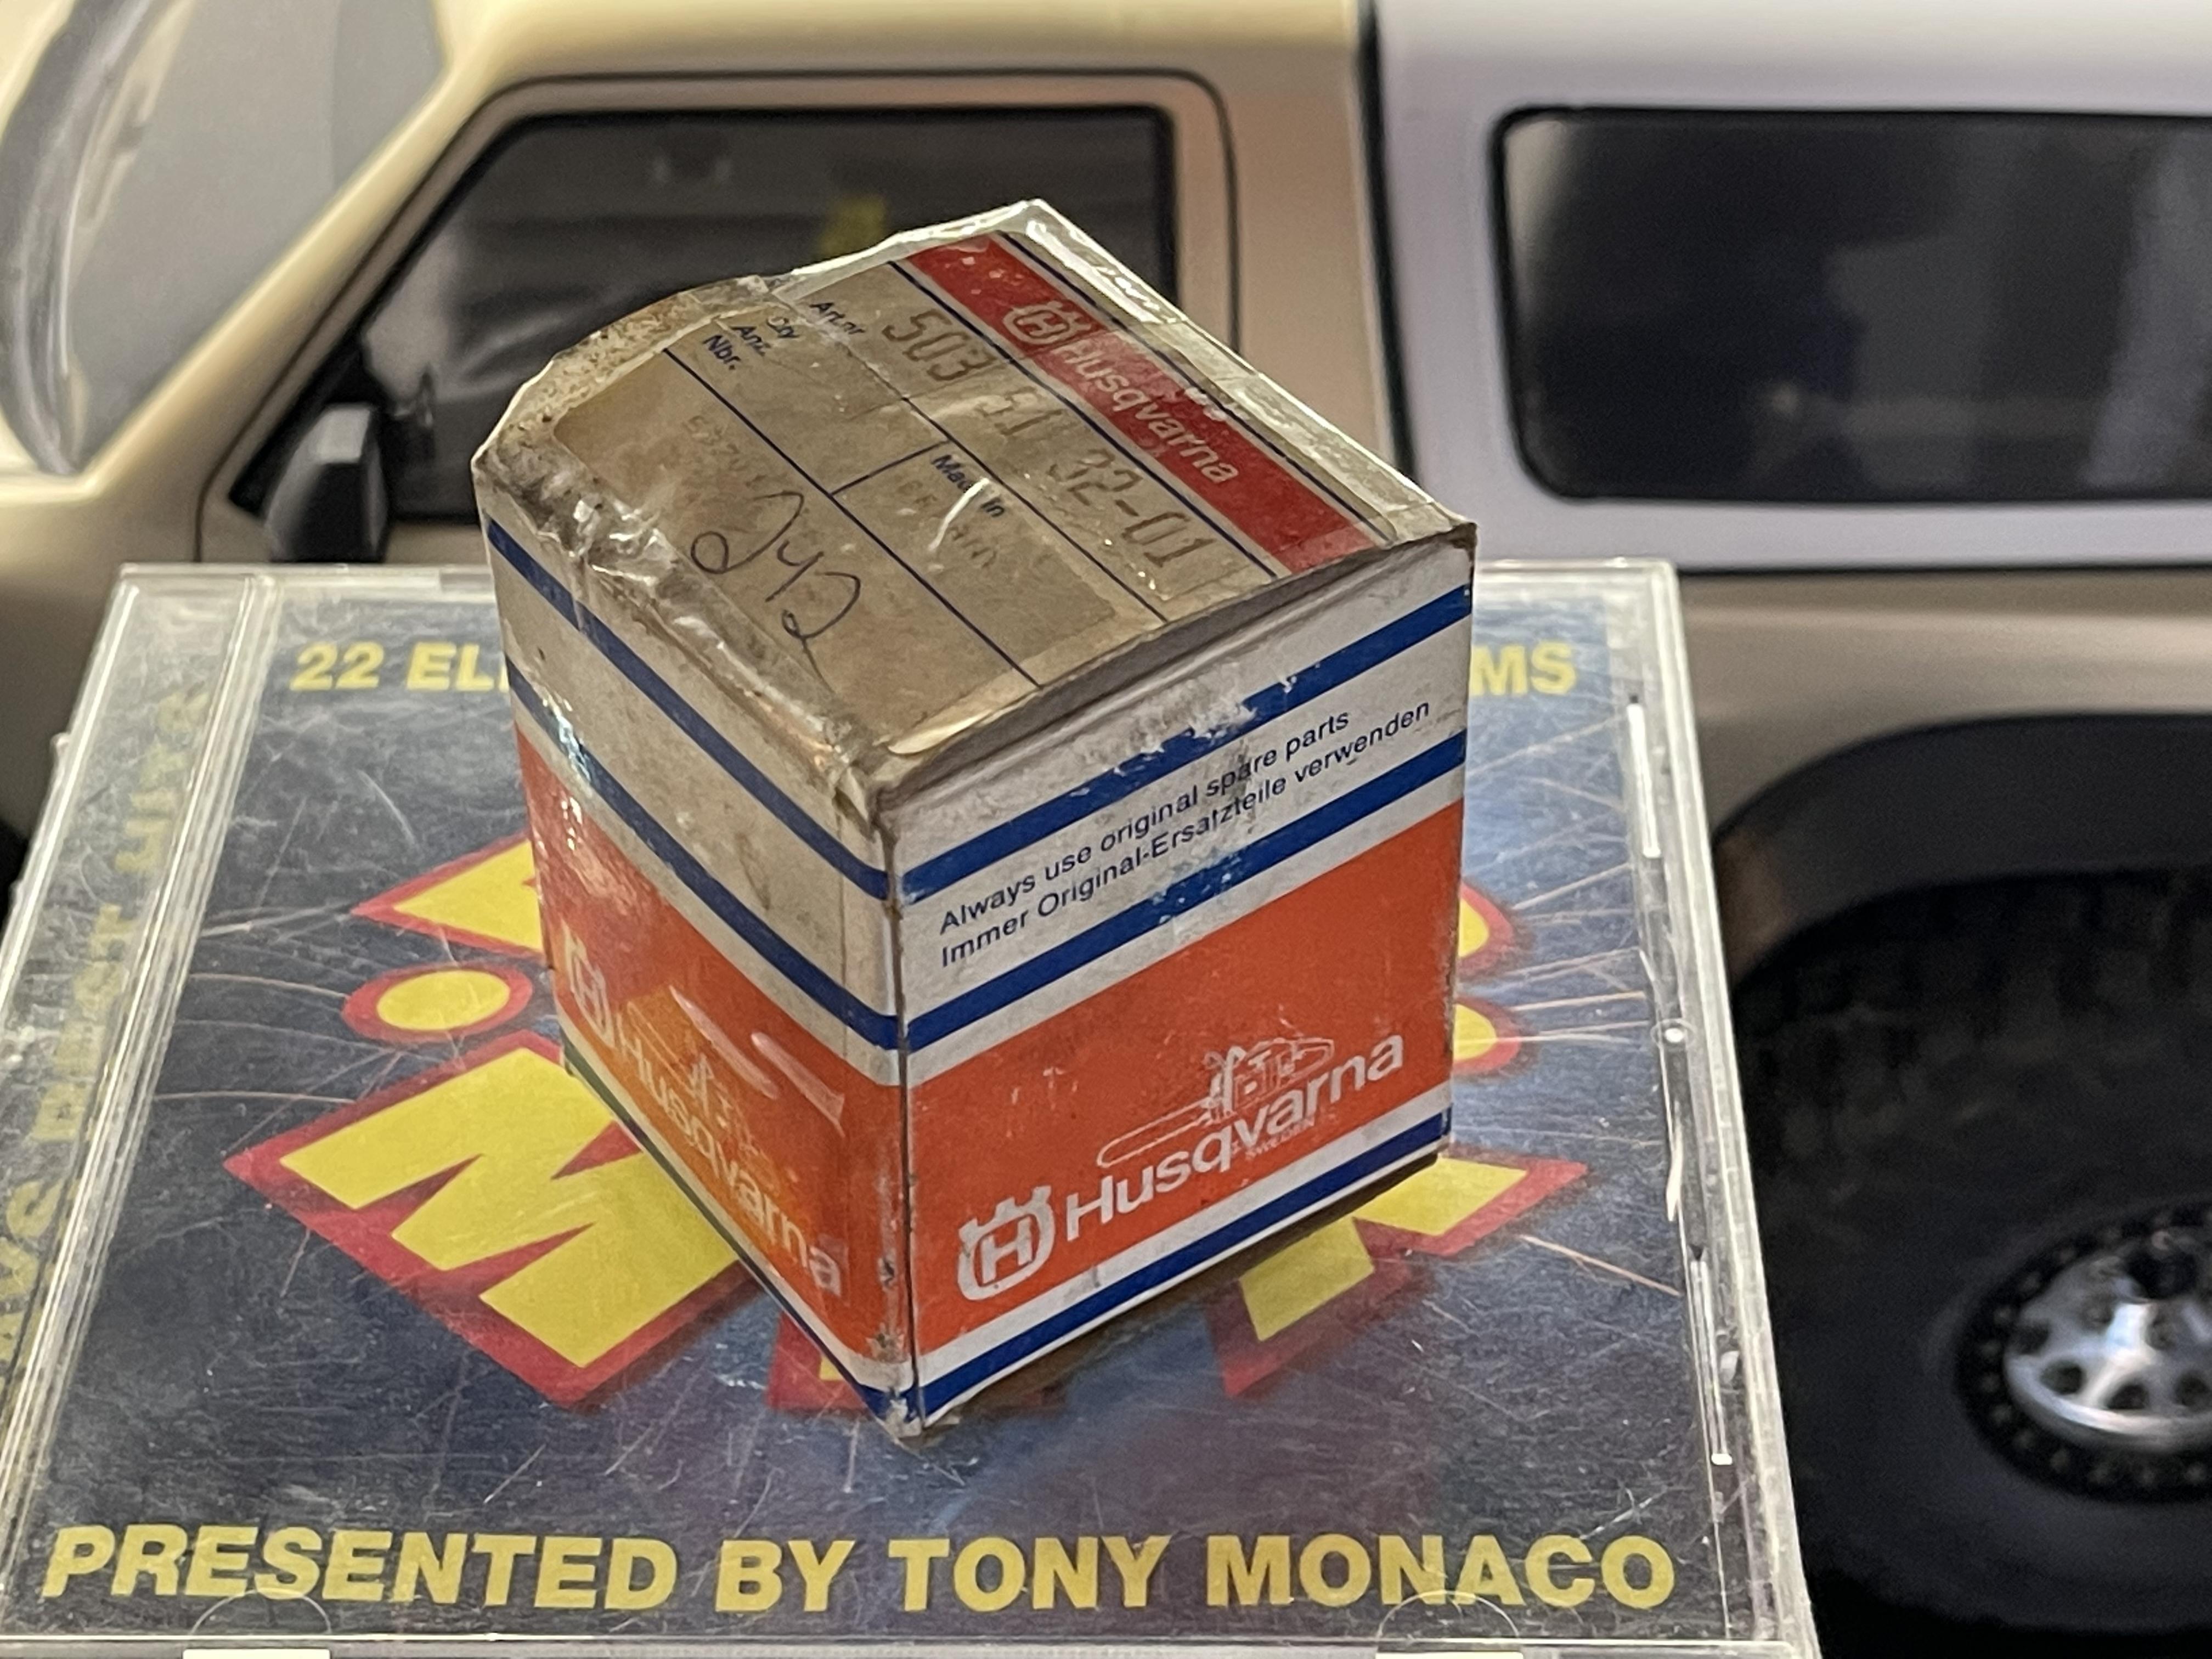 Husqvarna
Art.nr
503 51 32-01
Qty
Anz.
Nbr.
Made in
242
Always use original spare parts
Immer Original-Ersatzteile verwenden
H Husqvarna
SWEDEN
H Husqvarna
22
MS
PRESENTED BY TONY MONACO